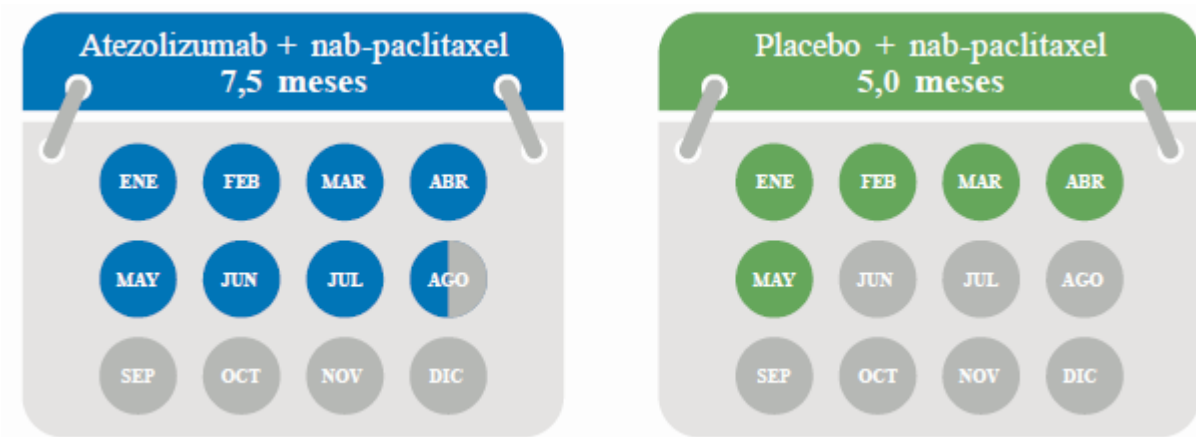 Atezolizumab + nab-paclitaxel
7,5 meses
ENE FEB MAR ABR
MAY JUN JUL AGO
SEP OCT NOV DIC
Placebo + nab-paclitaxel
5,0 meses
ENE FEB MAR ABR
MAY JUN JUL AGO
SEP OCT NOV DIC